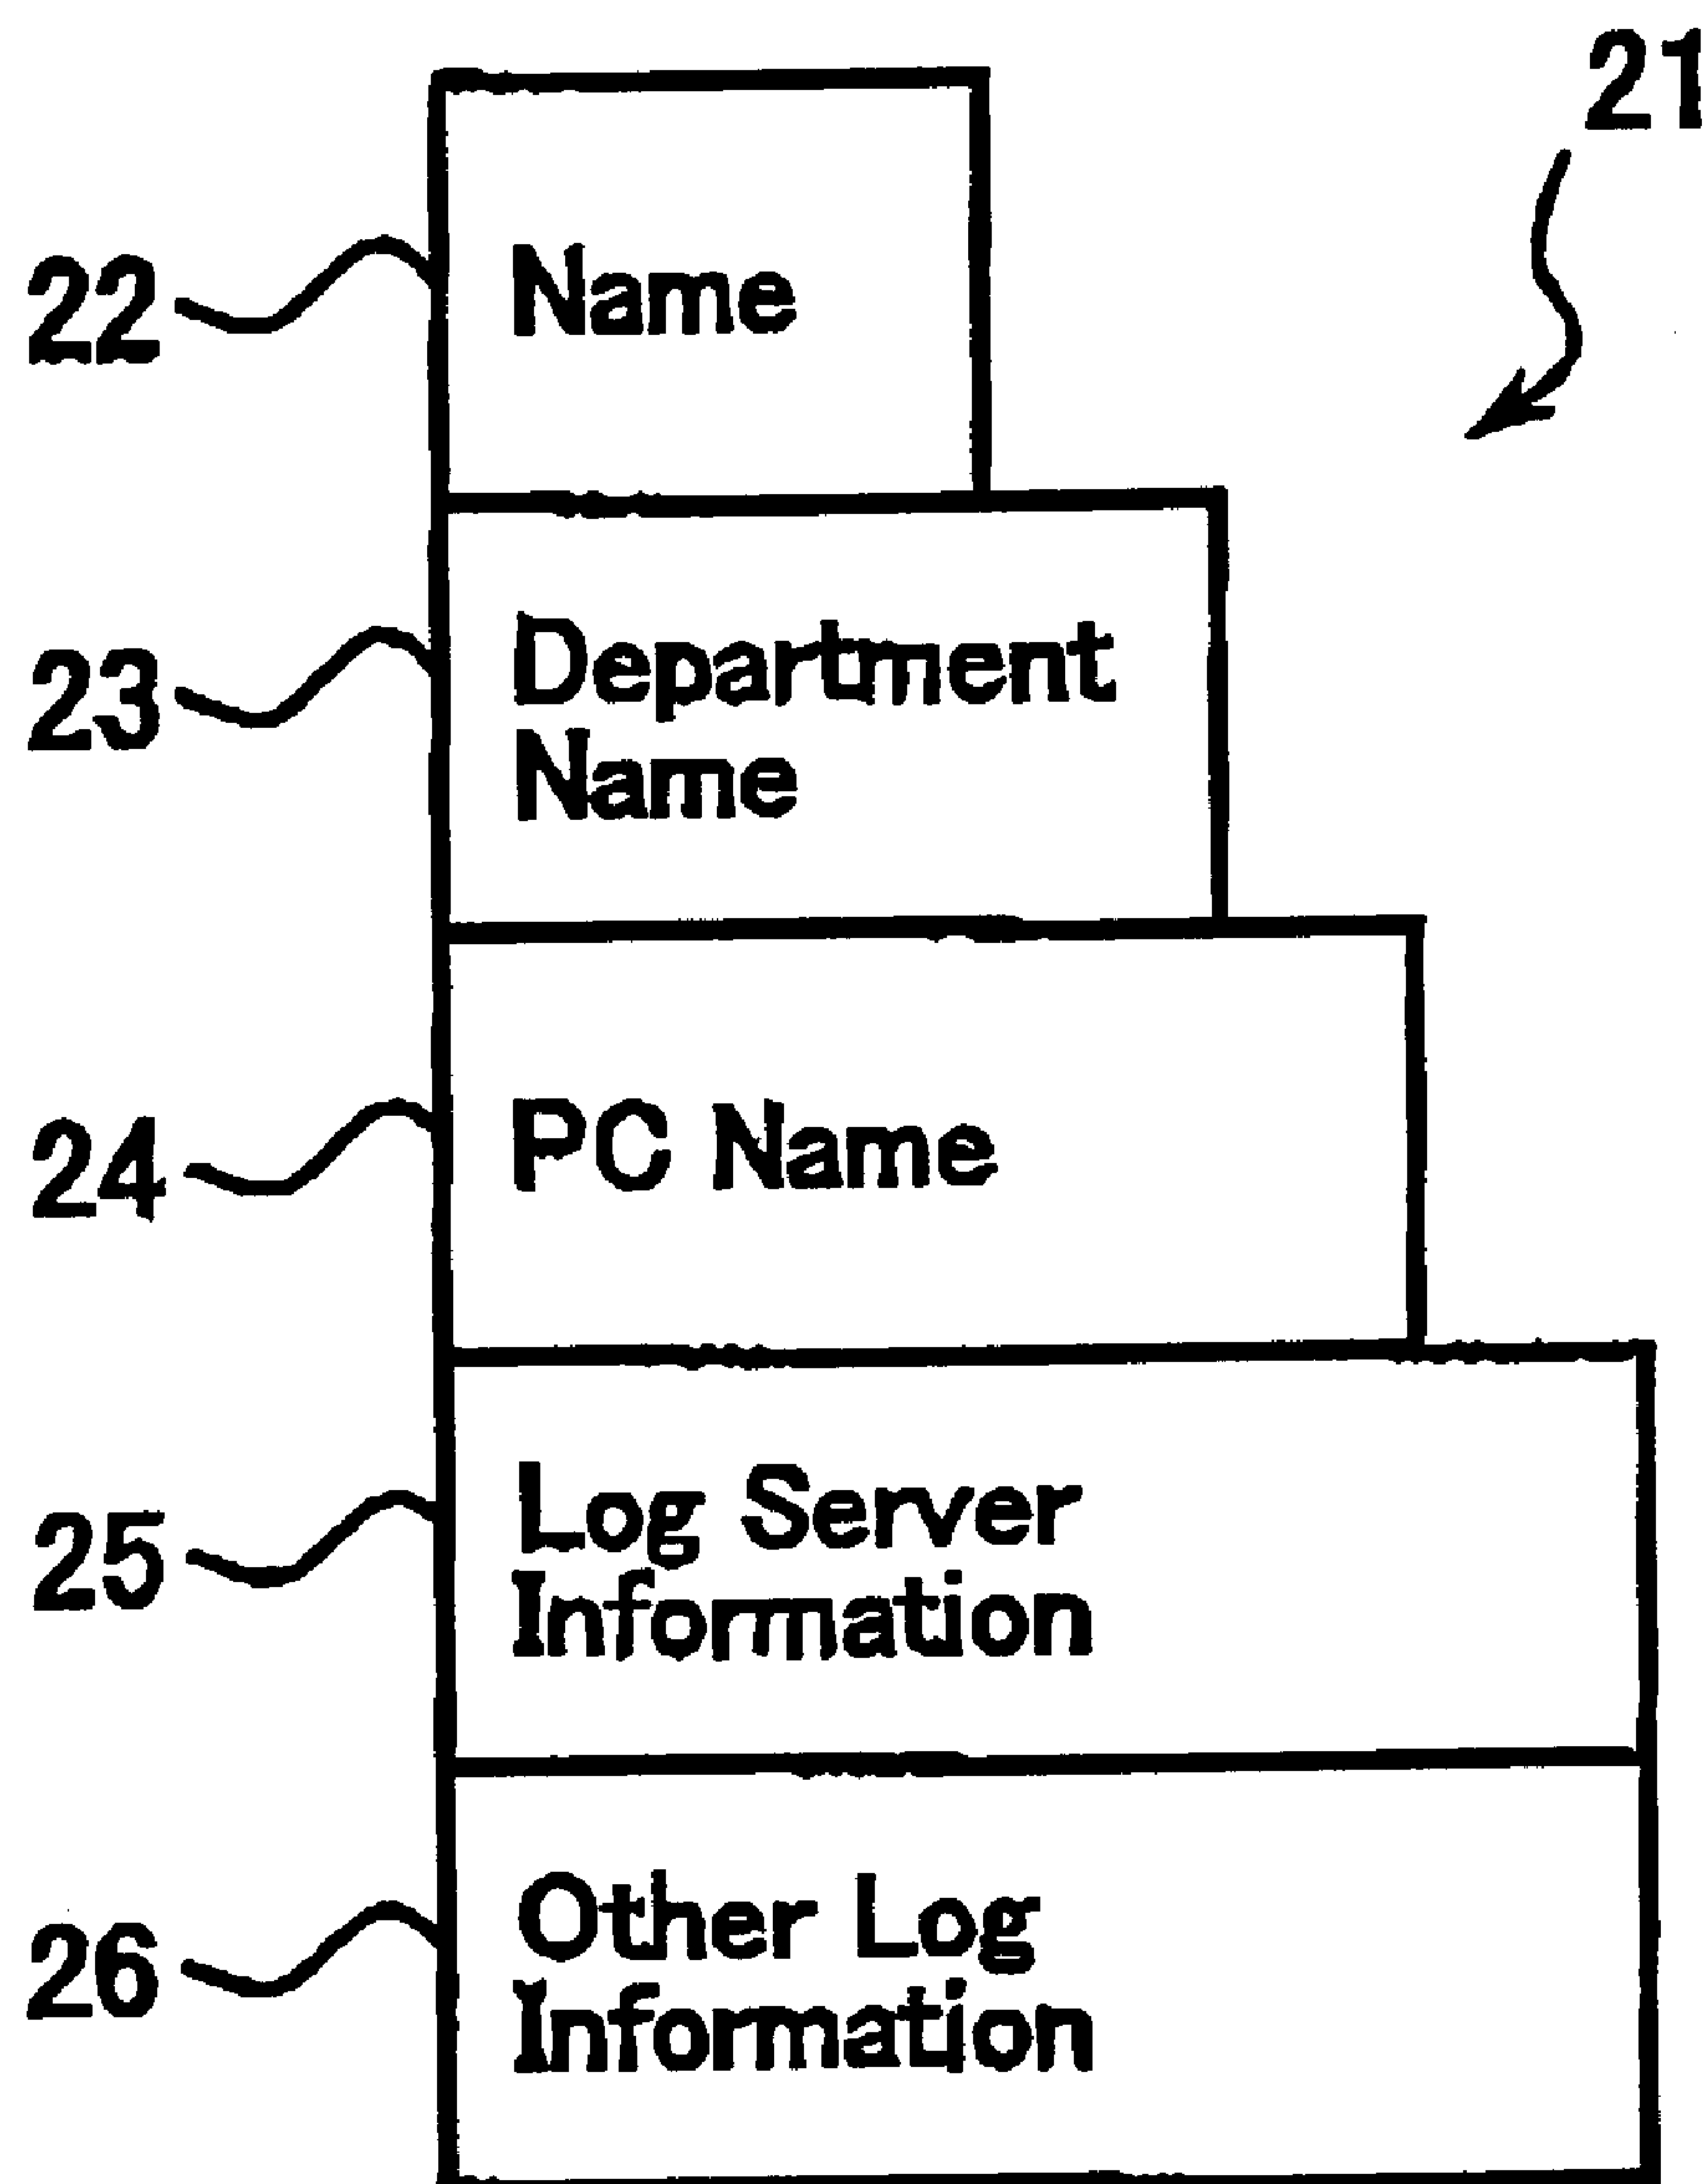 21
22
Name
23
Department
Name
24
PC Name
25
Log Server
Information
26
Other Log
Information